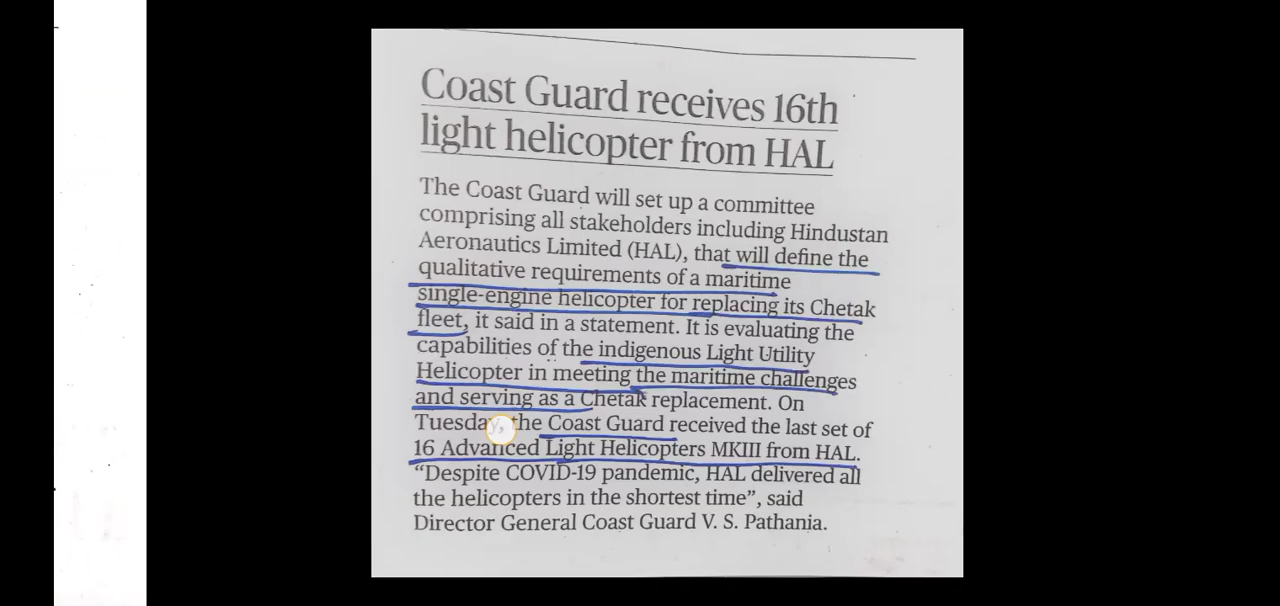 Coast Guard receives 16th
light helicopter from HAL
The Coast Guard will set up a committee
comprising all stakeholders including Hindustan
Aeronautics Limited (HAL), that will define the
qualitative requirements of a maritime
single-engine helicopter for replacing its Chetak
fleet, it said in a statement. It is evaluating the
capabilities of the indigenous Light Utility
Helicopter in meeting the maritime challenges
and serving as a Chetak replacement. On
Tuesday, the Coast Guard received the last set of
16 Advanced Light Helicopters MKIII from HAL.
“Despite COVID-19 pandemic, HAL delivered all
the helicopters in the shortest time”, said
Director General Coast Guard V. S. Pathania.